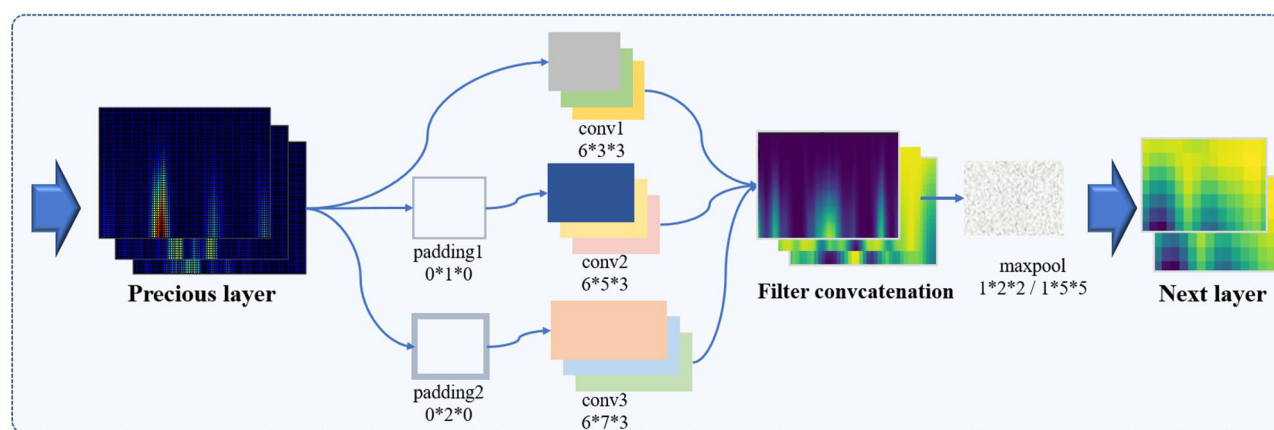 Precious layer
padding1
0*1*0
padding2
0*2*0
conv1
6*3*3
conv2
6*5*3
conv3
6*7*3
Filter convcatenation
maxpool
1*2*2 / 1*5*5
Next layer